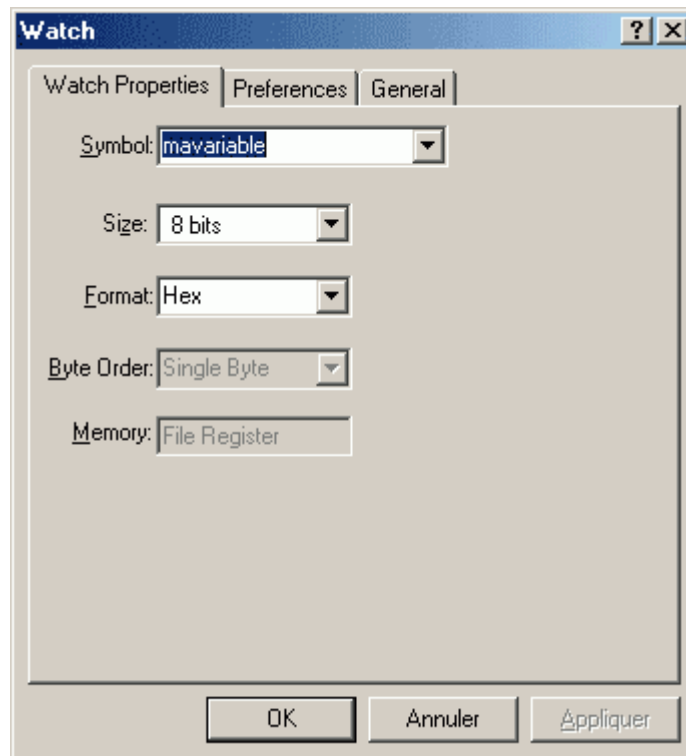 Watch
Watch Properties Preferences General
Symbol: mavariable
Size: 8 bits
Format: Hex
Byte Order: Single Byte
Memory: File Register
OK Annuler Appliquer